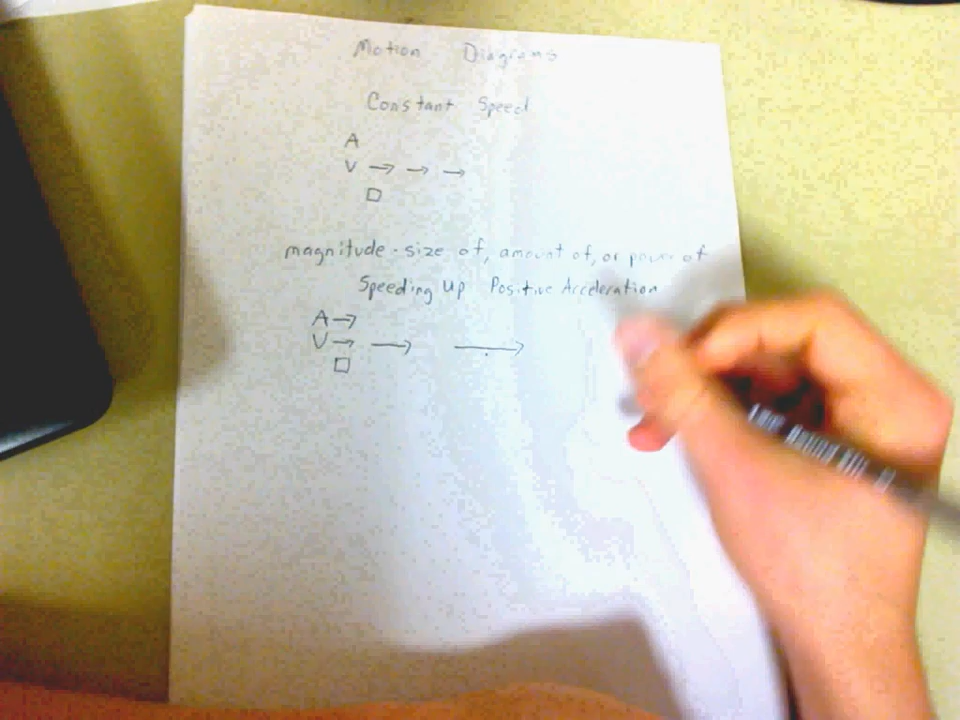 Motion Diagrams
Constant Speed
A
V → → →
□
magnitude - size of, amount of, or power of
Speeding Up Positive Acceleration
A →
V → → →
□